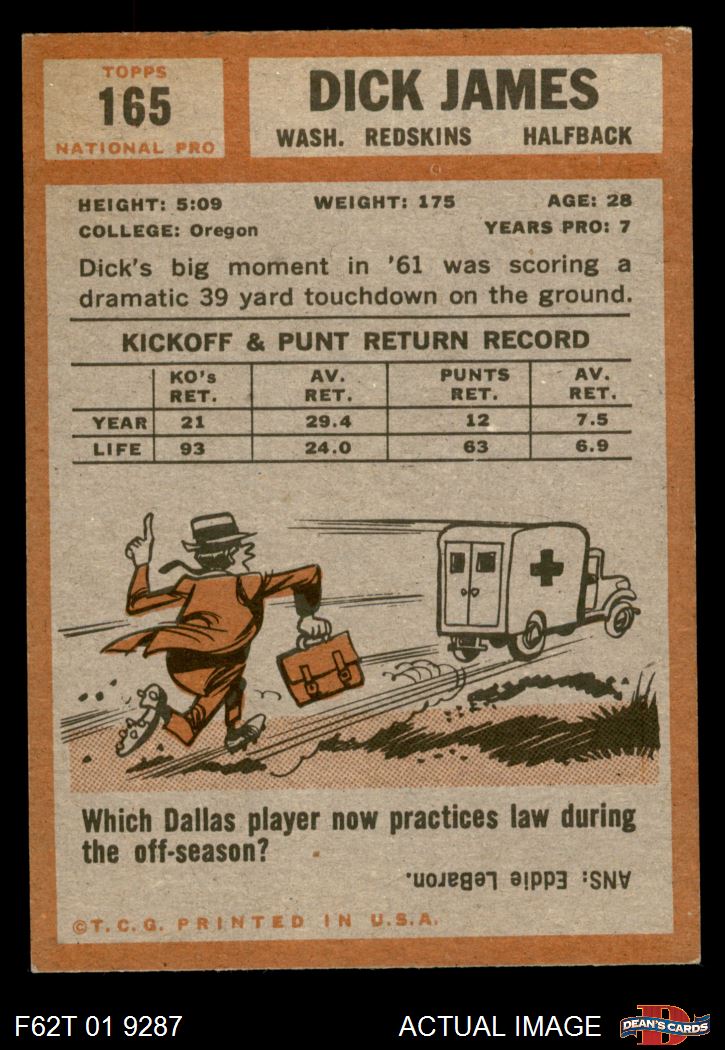 TOPPS
165
NATIONAL PRO
DICK JAMES
WASH. REDSKINS HALFBACK
HEIGHT: 5:09 WEIGHT: 175 AGE: 28
COLLEGE: Oregon YEARS PRO: 7
Dick's big moment in '61 was scoring a
dramatic 39 yard touchdown on the ground.
KICKOFF & PUNT RETURN RECORD
KO's RET. AV. RET. PUNTS RET. AV. RET.
YEAR 21 29.4 12 7.5
LIFE 93 24.0 63 6.9
Which Dallas player now practices law during
the off-season?
ANS: Eddie LeBaron.
©T.C.G. PRINTED IN U.S.A.
F62T 01 9287 ACTUAL IMAGE D DEAN'S CARDS